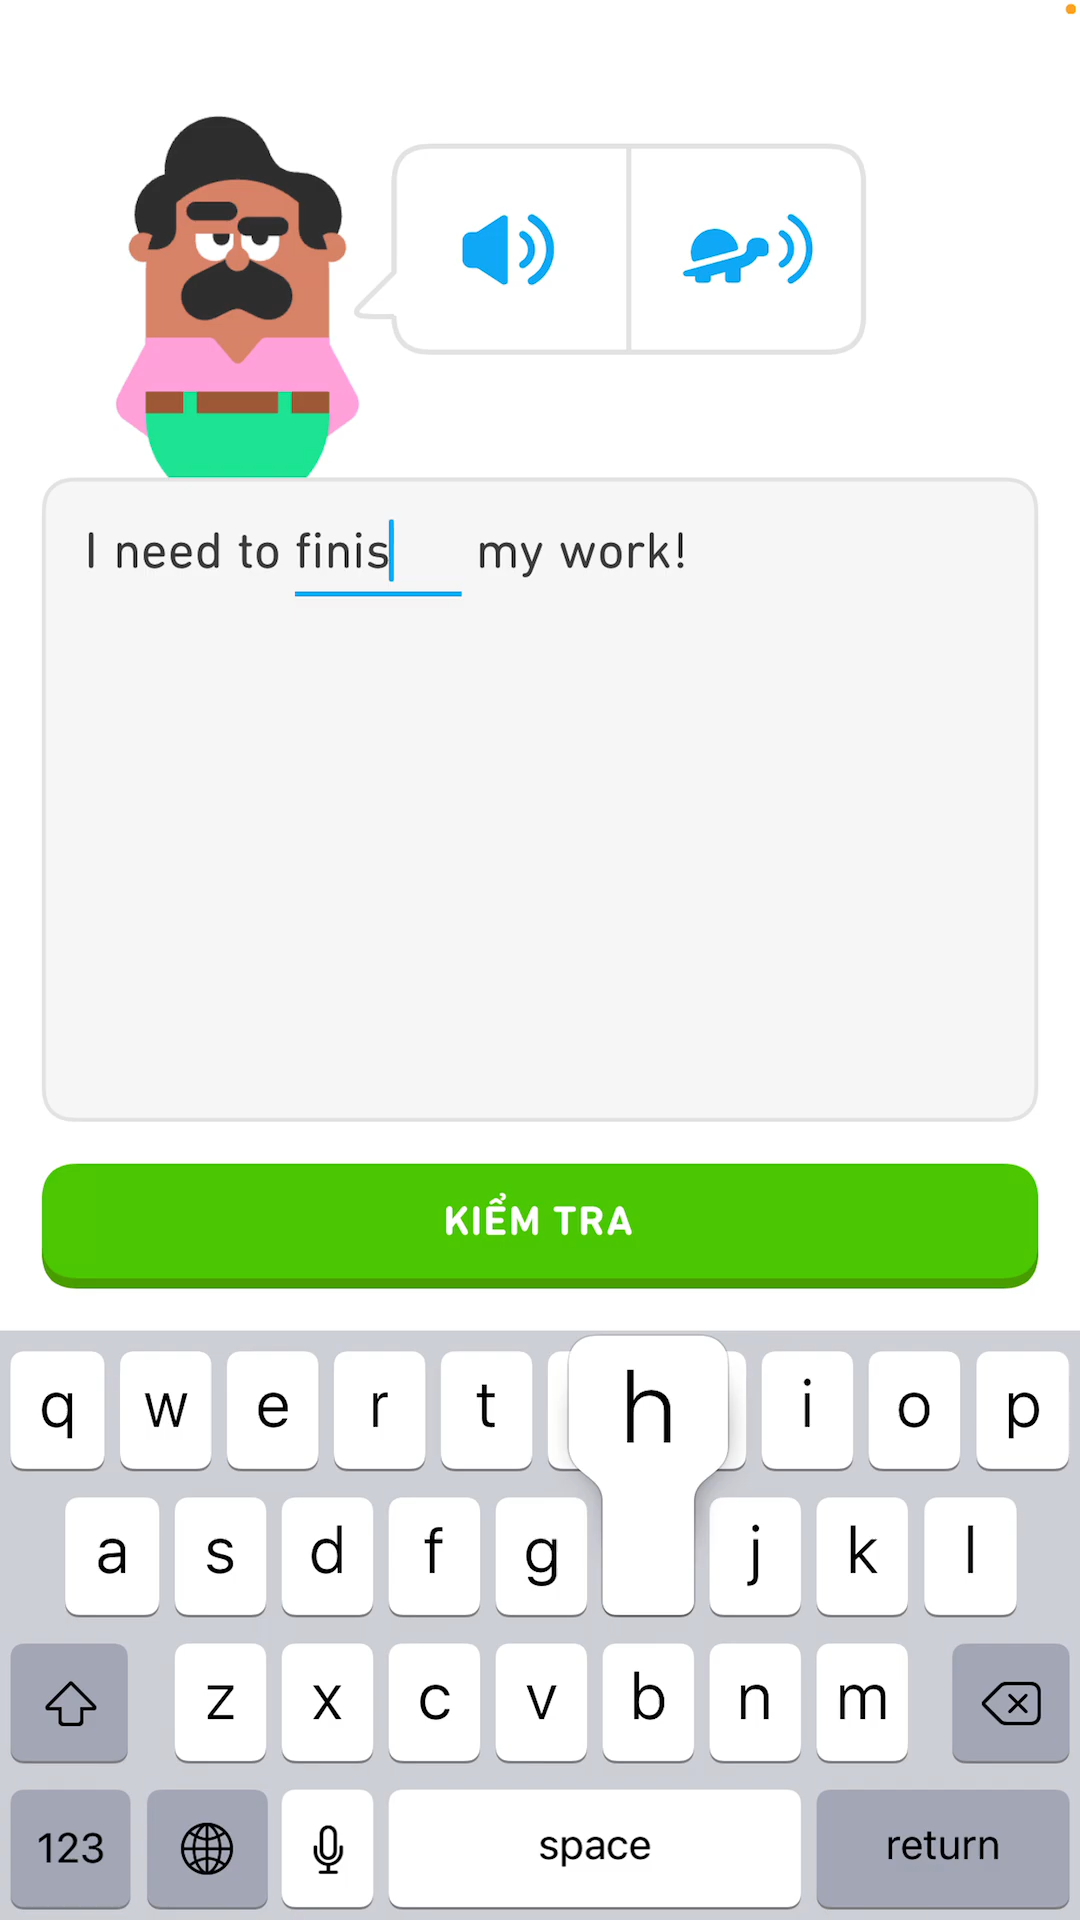 I need to finis my work!
KIỂM TRA
q w e r t h i o p
a s d f g j k l
z x c v b n m
123 space return